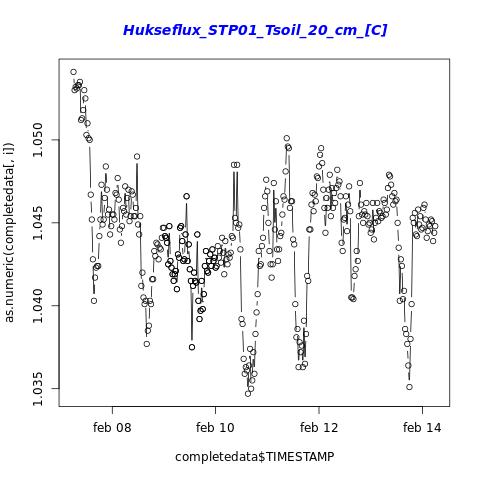 Hukseflux_STP01_Tsoil_20_cm_[C]
as.numeric(completedata[, i])
1.050
1.045
1.040
1.035
feb 08 feb 10 feb 12 feb 14
completedata$TIMESTAMP